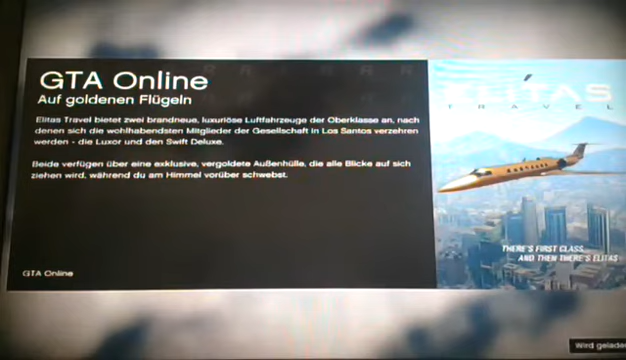 GTA Online
Auf goldenen Flügeln
Elitas Travel bietet zwei brandneue, luxuriöse Luftfahrzeuge der Oberklasse an, nach
denen sich die wohlhabendsten Mitglieder der Gesellschaft in Los Santos verzehren
werden - die Luxor und den Swift Deluxe.
Beide verfügen über eine exklusive, vergoldete Außenhülle, die alle Blicke auf sich
ziehen wird, während du am Himmel vorüber schwebst.
GTA Online
ELITÁS
TRAVEL
THERE'S FIRST CLASS...
AND THEN THERE'S ELITAS
Wird geladen